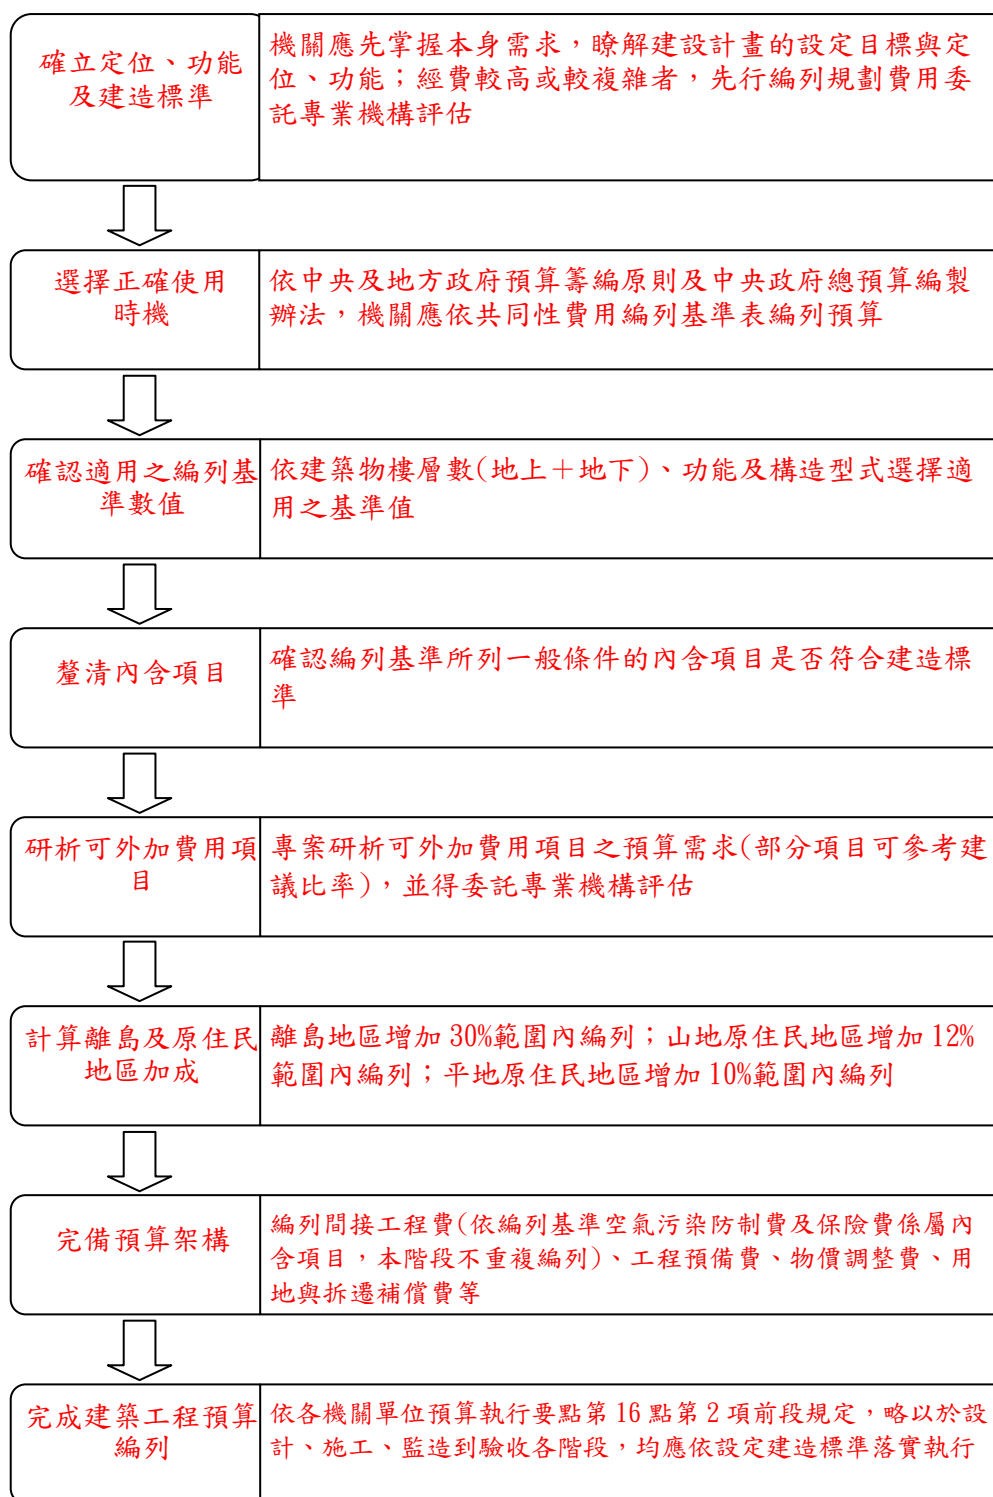 確立定位、功能
及建造標準
機關應先掌握本身需求，瞭解建設計畫的設定目標與定
位、功能；經費較高或較複雜者，先行編列規劃費用委
託專業機構評估
選擇正確使用
時機
依中央及地方政府預算籌編原則及中央政府總預算編製
辦法，機關應依共同性費用編列基準表編列預算
確認適用之編列基
準數值
依建築物樓層數(地上＋地下)、功能及構造型式選擇適
用之基準值
釐清內含項目
確認編列基準所列一般條件的內含項目是否符合建造標
準
研析可外加費用項
目
專案研析可外加費用項目之預算需求(部分項目可參考建
議比率)，並得委託專業機構評估
計算離島及原住民
地區加成
離島地區增加 30%範圍內編列；山地原住民地區增加 12%
範圍內編列；平地原住民地區增加 10%範圍內編列
完備預算架構
編列間接工程費(依編列基準空氣污染防制費及保險費係屬內
含項目，本階段不重複編列)、工程預備費、物價調整費、用
地與拆遷補償費等
完成建築工程預算
編列
依各機關單位預算執行要點第 16 點第 2 項前段規定，略以於設
計、施工、監造到驗收各階段，均應依設定建造標準落實執行